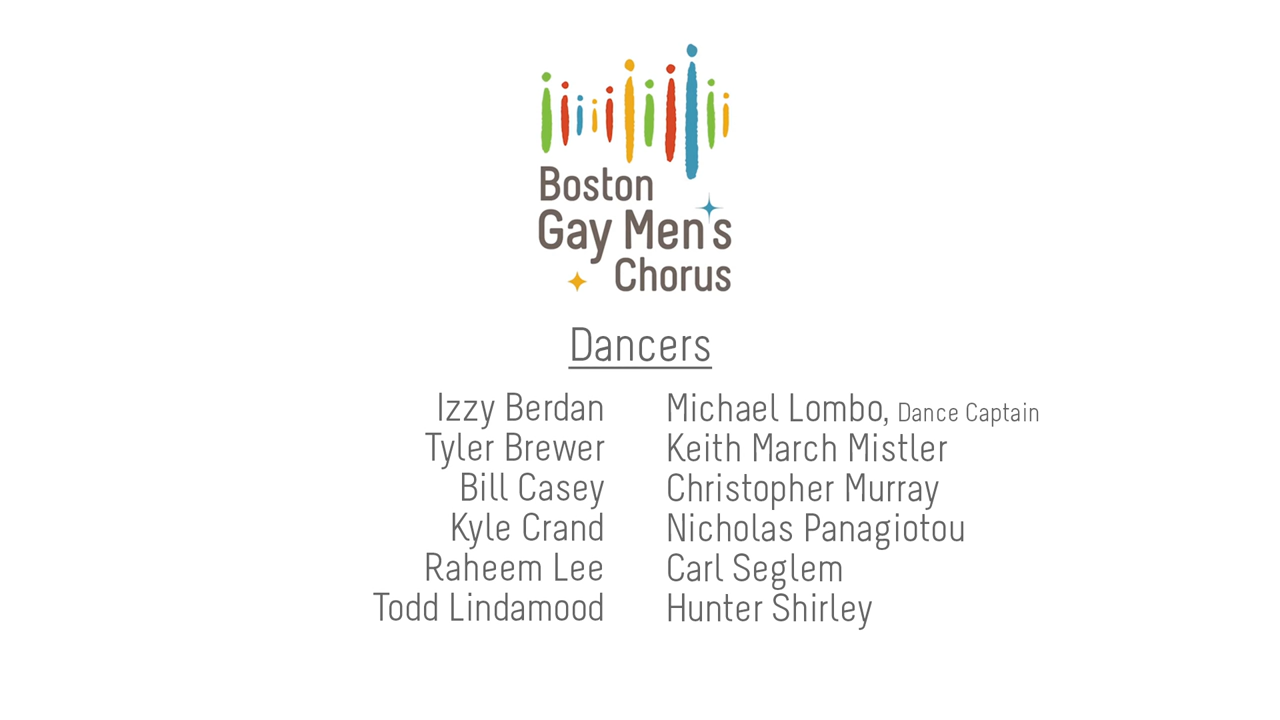 Boston
Gay Men's
Chorus
Dancers
Izzy Berdan
Tyler Brewer
Bill Casey
Kyle Crand
Raheem Lee
Todd Lindamood
Michael Lombo, Dance Captain
Keith March Mistler
Christopher Murray
Nicholas Panagiotou
Carl Seglem
Hunter Shirley